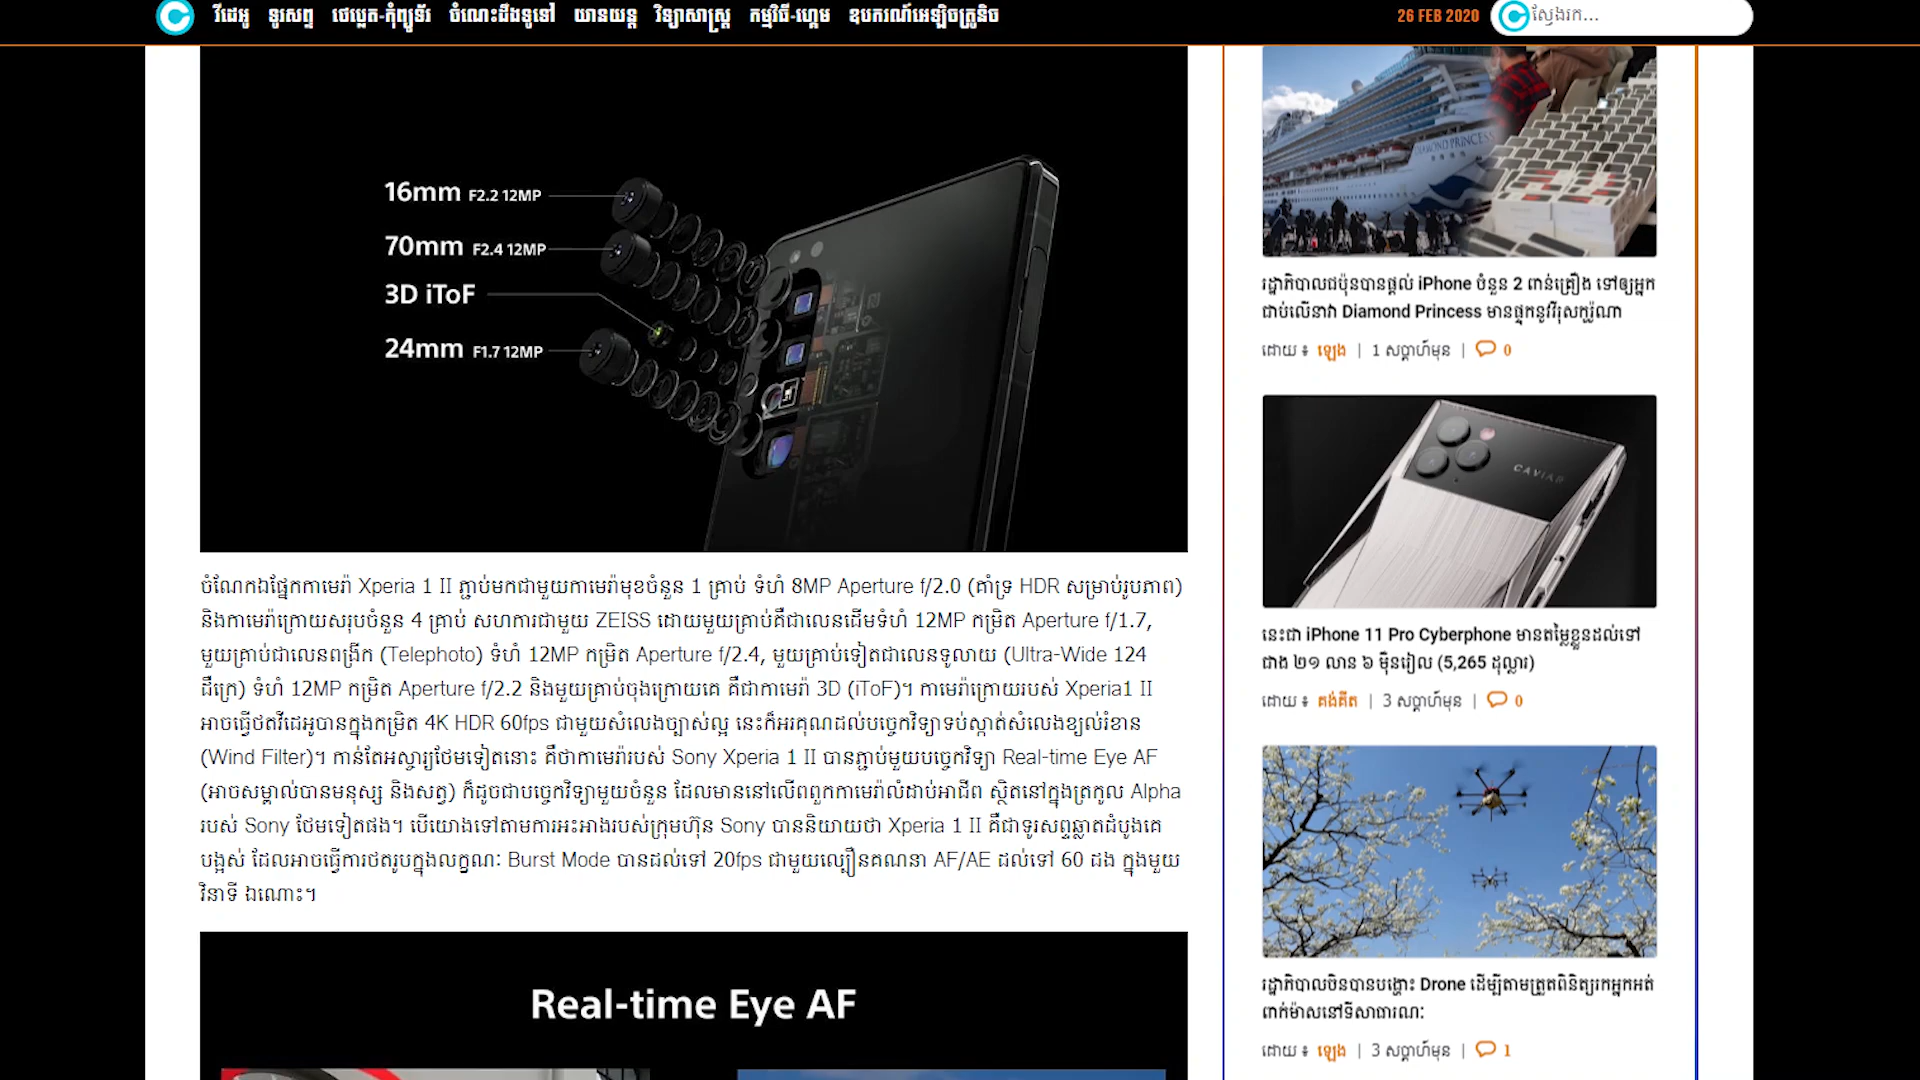 វីដេអូ ទូរសព្ទ ថេប្លេត-កុំព្យូទ័រ ចំណេះដឹងទូទៅ យានយន្ត វិទ្យាសាស្ត្រ កម្មវិធី-ហ្គេម ឧបករណ៍អេឡិចត្រូនិច
26 FEB 2020
ស្វែងរក...
16mm F2.2 12MP
70mm F2.4 12MP
3D iToF
24mm F1.7 12MP
ចំណែកឯផ្នែកកាមេរ៉ា Xperia 1 II ភ្ជាប់មកជាមួយកាមេរ៉ាមុខចំនួន 1 គ្រាប់ ទំហំ 8MP Aperture f/2.0 (គាំទ្រ HDR សម្រាប់រូបភាព)
និងកាមេរ៉ាក្រោយសរុបចំនួន 4 គ្រាប់ សហការជាមួយ ZEISS ដោយមួយគ្រាប់គឺជាលេនដើមទំហំ 12MP កម្រិត Aperture f/1.7,
មួយគ្រាប់ជាលេនពង្រីក (Telephoto) ទំហំ 12MP កម្រិត Aperture f/2.4, មួយគ្រាប់ទៀតជាលេនទូលាយ (Ultra-Wide 124
ដឺក្រេ) ទំហំ 12MP កម្រិត Aperture f/2.2 និងមួយគ្រាប់ចុងក្រោយគេ គឺជាកាមេរ៉ា 3D (iToF)។ កាមេរ៉ាក្រោយរបស់ Xperia1 II
អាចធ្វើថតវីដេអូបានក្នុងកម្រិត 4K HDR 60fps ជាមួយសំលេងច្បាស់ល្អ នេះក៏អរគុណដល់បច្ចេកវិទ្យាទប់ស្កាត់សំលេងខ្យល់រំខាន
(Wind Filter)។ កាន់តែអស្ចារ្យថែមទៀតនោះ គឺថាកាមេរ៉ារបស់ Sony Xperia 1 II បានភ្ជាប់មួយបច្ចេកវិទ្យា Real-time Eye AF
(អាចសម្គាល់បានមនុស្ស និងសត្វ) ក៏ដូចជាបច្ចេកវិទ្យាមួយចំនួន ដែលមាននៅលើពពួកកាមេរ៉ាលំដាប់អាជីព ស្ថិតនៅក្នុងត្រកូល Alpha
របស់ Sony ថែមទៀតផង។ បើយោងទៅតាមការអះអាងរបស់ក្រុមហ៊ុន Sony បាននិយាយថា Xperia 1 II គឺជាទូរសព្ទឆ្លាតដំបូងគេ
បង្អស់ ដែលអាចធ្វើការថតរូបក្នុងលក្ខណៈ Burst Mode បានដល់ទៅ 20fps ជាមួយល្បឿនគណនា AF/AE ដល់ទៅ 60 ដង ក្នុងមួយ
វិនាទី ឯណោះ។
Real-time Eye AF
DIAMOND PRINCESS
រដ្ឋាភិបាលជប៉ុនបានផ្តល់ iPhone ចំនួន 2 ពាន់គ្រឿង ទៅឲ្យអ្នក
ជាប់លើនាវា Diamond Princess មានផ្ទុកនូវវីរុសកូរ៉ូណា
ដោយ ៖ ឡេង | 1 សប្តាហ៍មុន | 0
CAVIAR
នេះជា iPhone 11 Pro Cyberphone មានតម្លៃខ្លួនដល់ទៅ
ជាង ២១ លាន ៦ ម៉ឺនរៀល (5,265 ដុល្លារ)
ដោយ ៖ គង់គីត | 3 សប្តាហ៍មុន | 0
រដ្ឋាភិបាលចិនបានបង្ហោះ Drone ដើម្បីតាមត្រួតពិនិត្យរកអ្នកអត់
ពាក់ម៉ាសនៅទីសាធារណៈ
ដោយ ៖ ឡេង | 3 សប្តាហ៍មុន | 1